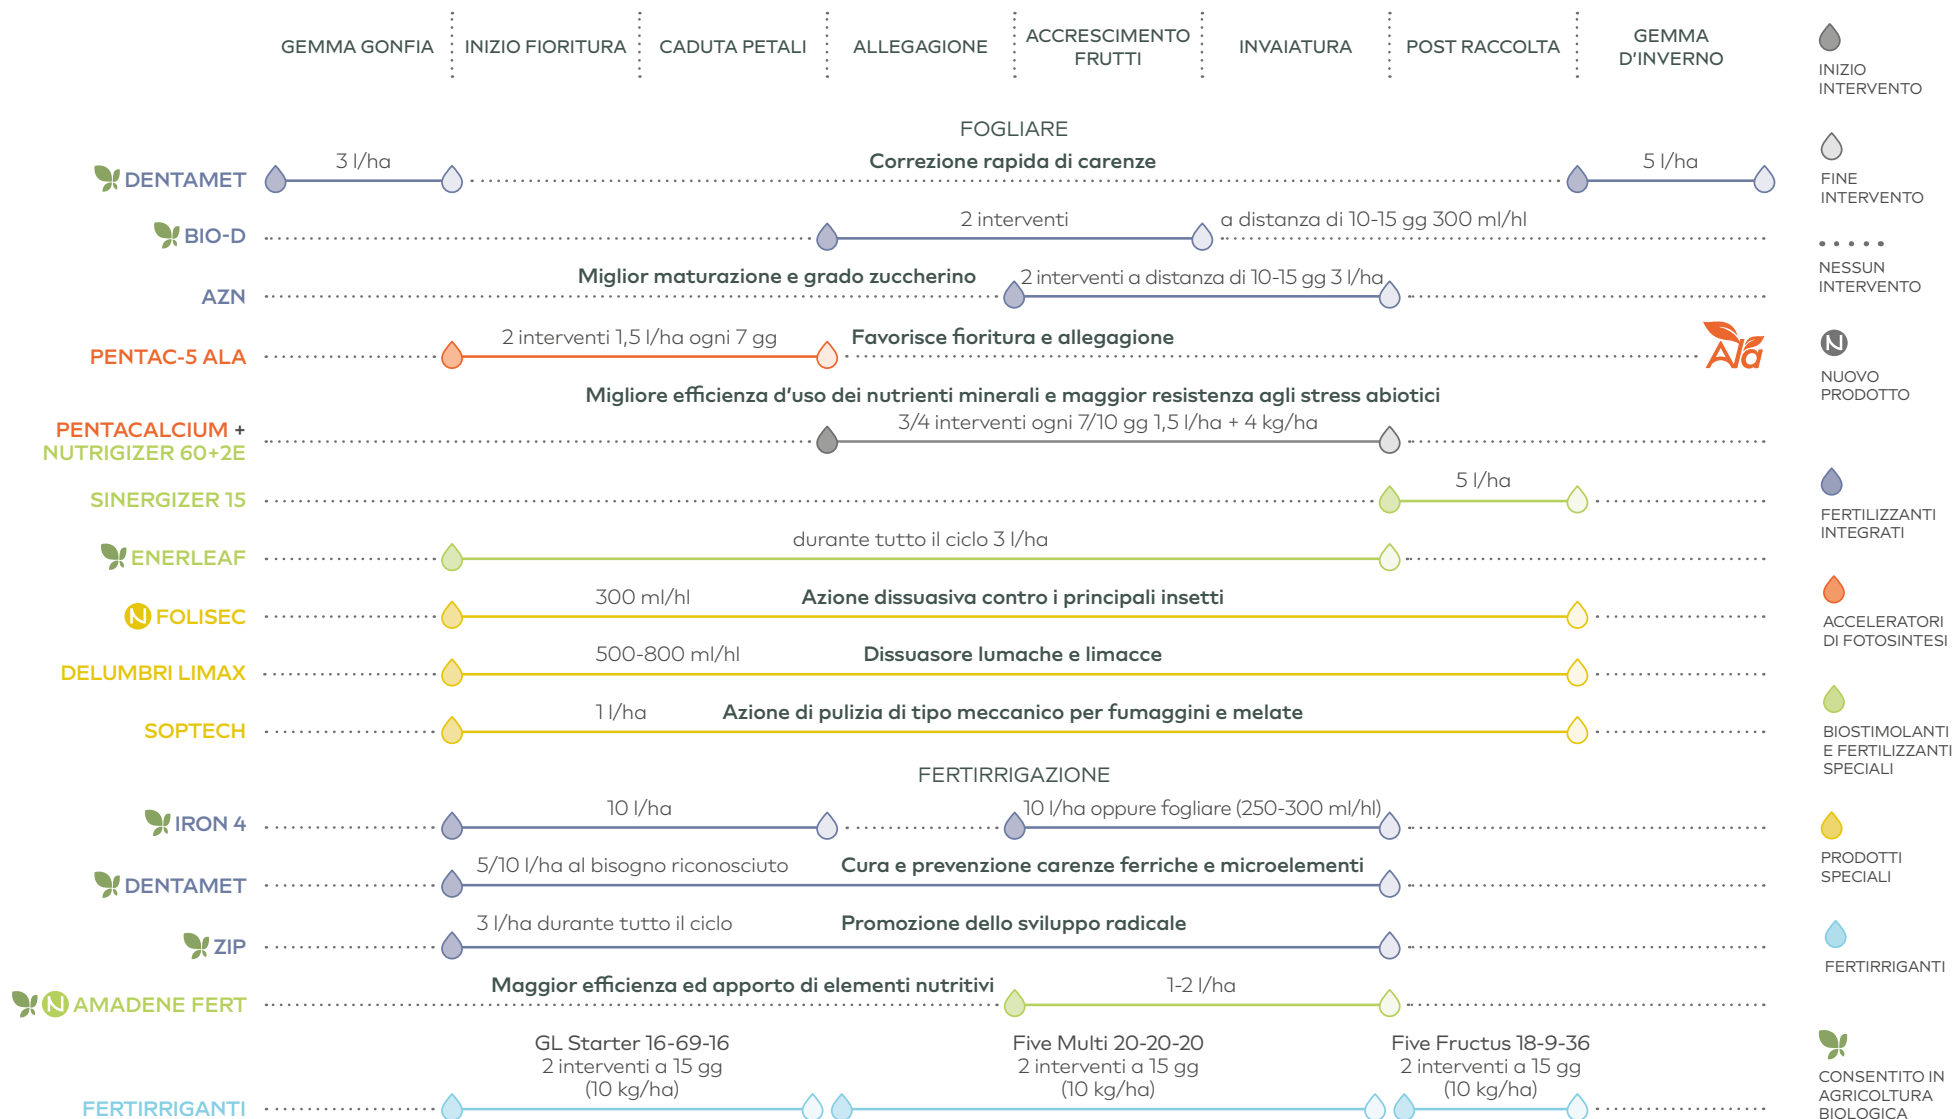 GEMMA GONFIA
INIZIO FIORITURA
CADUTA PETALI
ALLEGAGIONE
ACCRESCIMENTO
FRUTTI
INVAIATURA
POST RACCOLTA
GEMMA
D'INVERNO
FOGLIARE
DENTAMET
3 l/ha
Correzione rapida di carenze
5 l/ha
BIO-D
2 interventi
a distanza di 10-15 gg 300 ml/hl
AZN
Miglior maturazione e grado zuccherino
2 interventi a distanza di 10-15 gg 3 l/ha
PENTAC-5 ALA
2 interventi 1,5 l/ha ogni 7 gg
Favorisce fioritura e allegagione
Ala
Migliore efficienza d'uso dei nutrienti minerali e maggior resistenza agli stress abiotici
PENTACALCIUM +
NUTRIGIZER 60+2E
3/4 interventi ogni 7/10 gg 1,5 l/ha + 4 kg/ha
SINERGIZER 15
5 l/ha
ENERLEAF
durante tutto il ciclo 3 l/ha
N FOLISEC
300 ml/hl
Azione dissuasiva contro i principali insetti
DELUMBRI LIMAX
500-800 ml/hl
Dissuasore lumache e limacce
SOPTECH
1 l/ha
Azione di pulizia di tipo meccanico per fumaggini e melate
FERTIRRIGAZIONE
IRON 4
10 l/ha
10 l/ha oppure fogliare (250-300 ml/hl)
DENTAMET
5/10 l/ha al bisogno riconosciuto
Cura e prevenzione carenze ferriche e microelementi
ZIP
3 l/ha durante tutto il ciclo
Promozione dello sviluppo radicale
N AMADENE FERT
Maggior efficienza ed apporto di elementi nutritivi
1-2 l/ha
FERTIRRIGANTI
GL Starter 16-69-16
2 interventi a 15 gg
(10 kg/ha)
Five Multi 20-20-20
2 interventi a 15 gg
(10 kg/ha)
Five Fructus 18-9-36
2 interventi a 15 gg
(10 kg/ha)
INIZIO
INTERVENTO
FINE
INTERVENTO
NESSUN
INTERVENTO
N
NUOVO
PRODOTTO
FERTILIZZANTI
INTEGRATI
ACCELERATORI
DI FOTOSINTESI
BIOSTIMOLANTI
E FERTILIZZANTI
SPECIALI
PRODOTTI
SPECIALI
FERTIRRIGANTI
CONSENTITO IN
AGRICOLTURA
BIOLOGICA